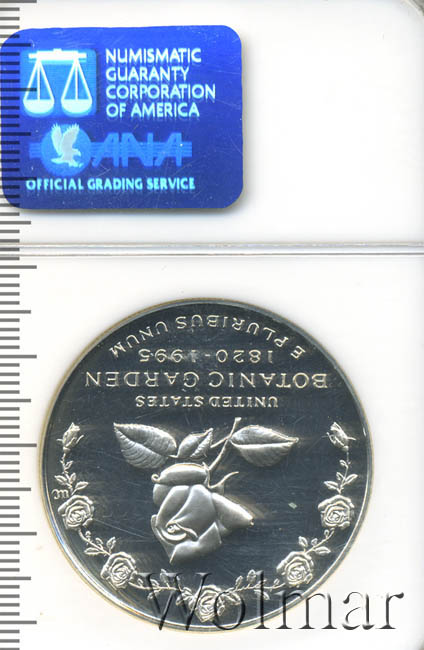 NUMISMATIC
GUARANTY
CORPORATION
OF AMERICA
ANA
OFFICIAL GRADING SERVICE
UNITED STATES
BOTANIC GARDEN
1820-1995
E PLURIBUS UNUM
Wolmar